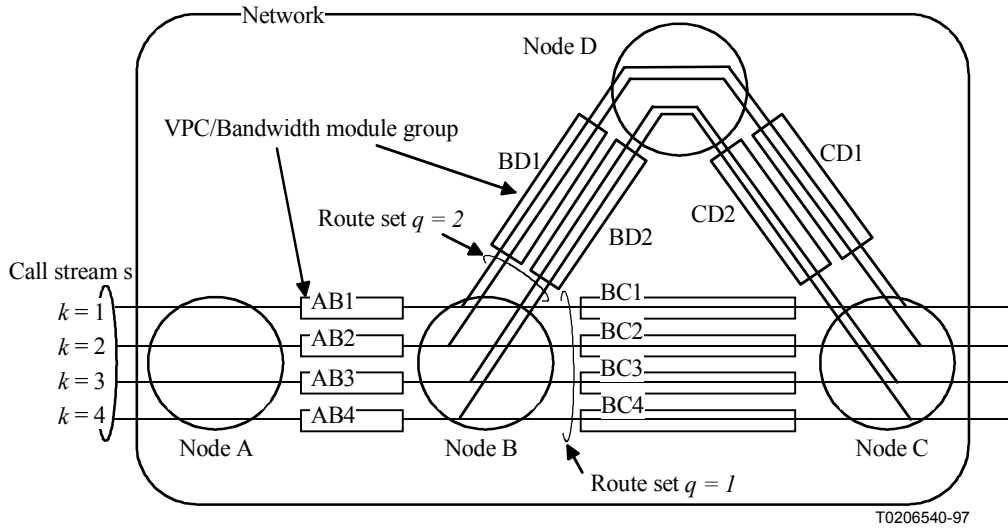 Network
Node D
VPC/Bandwidth module group
BD1
CD1
CD2
Route set q = 2
BD2
Call stream s
AB1
BC1
k = 1
AB2
BC2
k = 2
AB3
BC3
k = 3
AB4
BC4
k = 4
Node A
Node B
Node C
Route set q = 1
T0206540-97